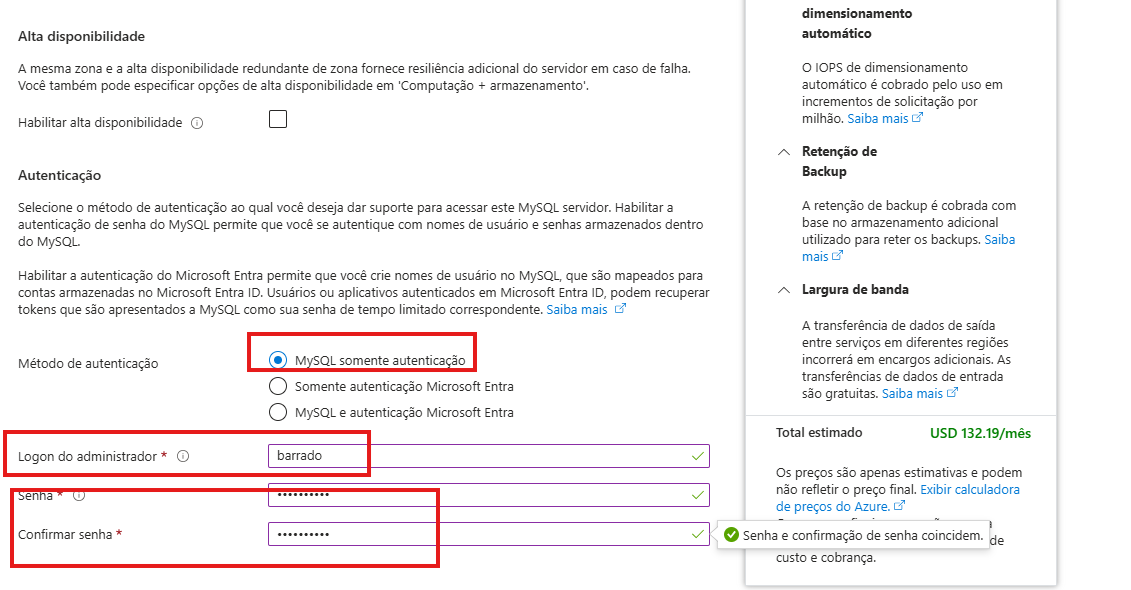 Alta disponibilidade
A mesma zona e a alta disponibilidade redundante de zona fornece resiliência adicional do servidor em caso de falha.
Você também pode especificar opções de alta disponibilidade em 'Computação + armazenamento'.
Habilitar alta disponibilidade
Autenticação
Selecione o método de autenticação ao qual você deseja dar suporte para acessar este MySQL servidor. Habilitar a
autenticação de senha do MySQL permite que você se autentique com nomes de usuário e senhas armazenados dentro
do MySQL.
Habilitar a autenticação do Microsoft Entra permite que você crie nomes de usuário no MySQL, que são mapeados para
contas armazenadas no Microsoft Entra ID. Usuários ou aplicativos autenticados em Microsoft Entra ID, podem recuperar
tokens que são apresentados a MySQL como sua senha de tempo limitado correspondente. Saiba mais
Método de autenticação
MySQL somente autenticação
Somente autenticação Microsoft Entra
MySQL e autenticação Microsoft Entra
Logon do administrador *
barrado
Senha *
••••••••••
Confirmar senha *
••••••••••
Senha e confirmação de senha coincidem.
dimensionamento
automático
O IOPS de dimensionamento
automático é cobrado pelo uso em
incrementos de solicitação por
milhão. Saiba mais
Retenção de
Backup
A retenção de backup é cobrada com
base no armazenamento adicional
utilizado para reter os backups. Saiba
mais
Largura de banda
A transferência de dados de saída
entre serviços em diferentes regiões
incorrerá em encargos adicionais. As
transferências de dados de entrada
são gratuitas. Saiba mais
Total estimado
USD 132.19/mês
Os preços são apenas estimativas e podem
não refletir o preço final. Exibir calculadora
de preços do Azure.
de
custo e cobrança.